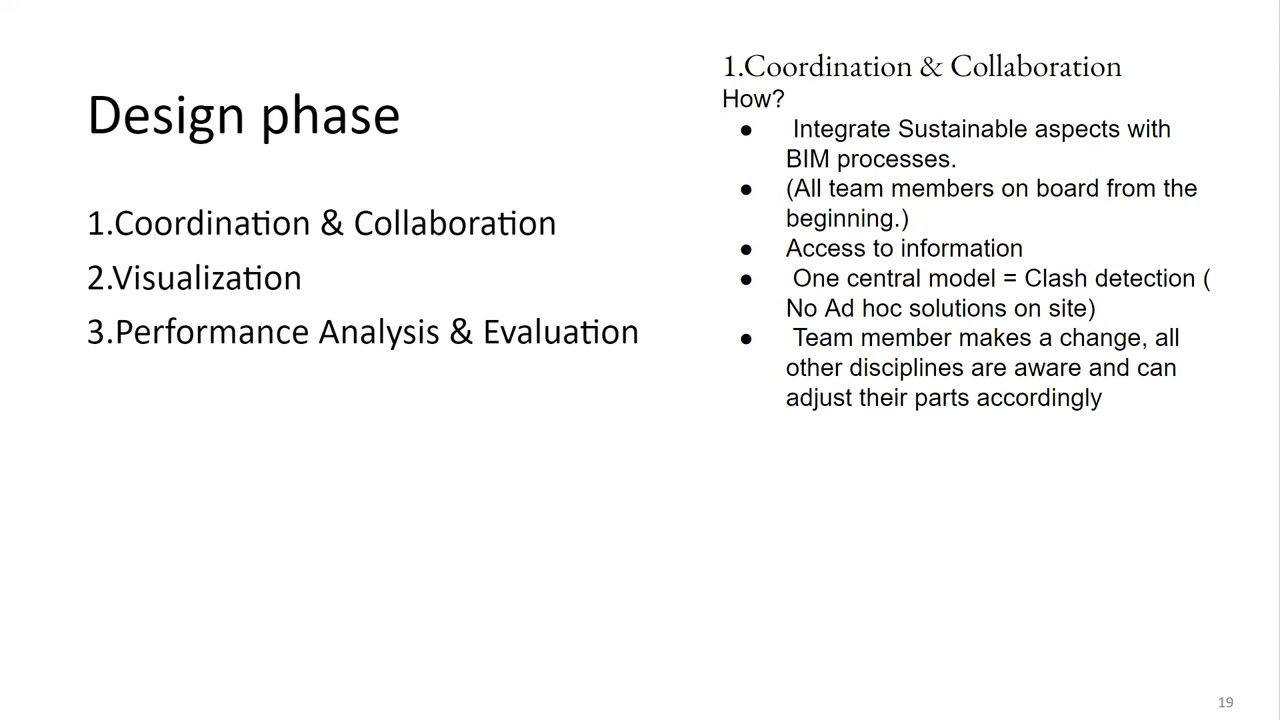 Design phase
1.Coordination & Collaboration
2.Visualization
3.Performance Analysis & Evaluation
1.Coordination & Collaboration
How?
● Integrate Sustainable aspects with
BIM processes.
● (All team members on board from the
beginning.)
● Access to information
● One central model = Clash detection (
No Ad hoc solutions on site)
● Team member makes a change, all
other disciplines are aware and can
adjust their parts accordingly
19